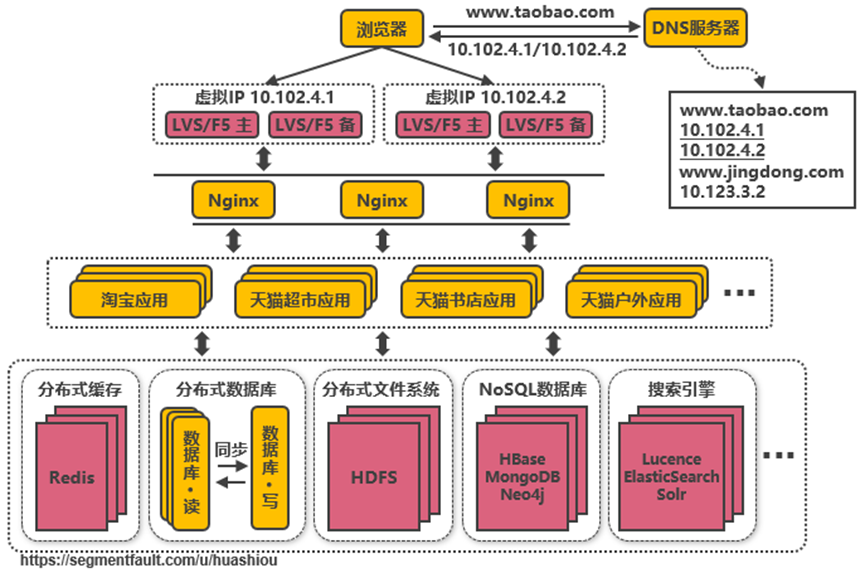 浏览器
www.taobao.com
10.102.4.1/10.102.4.2
DNS服务器
www.taobao.com
10.102.4.1
10.102.4.2
www.jingdong.com
10.123.3.2
虚拟IP 10.102.4.1
LVS/F5 主
LVS/F5 备
虚拟IP 10.102.4.2
LVS/F5 主
LVS/F5 备
Nginx
Nginx
Nginx
淘宝应用
天猫超市应用
天猫书店应用
天猫户外应用
...
分布式缓存
Redis
分布式数据库
数据库·读
同步
数据库·写
分布式文件系统
HDFS
NoSQL数据库
HBase
MongoDB
Neo4j
搜索引擎
Lucence
ElasticSearch
Solr
...
https://segmentfault.com/u/huashiou